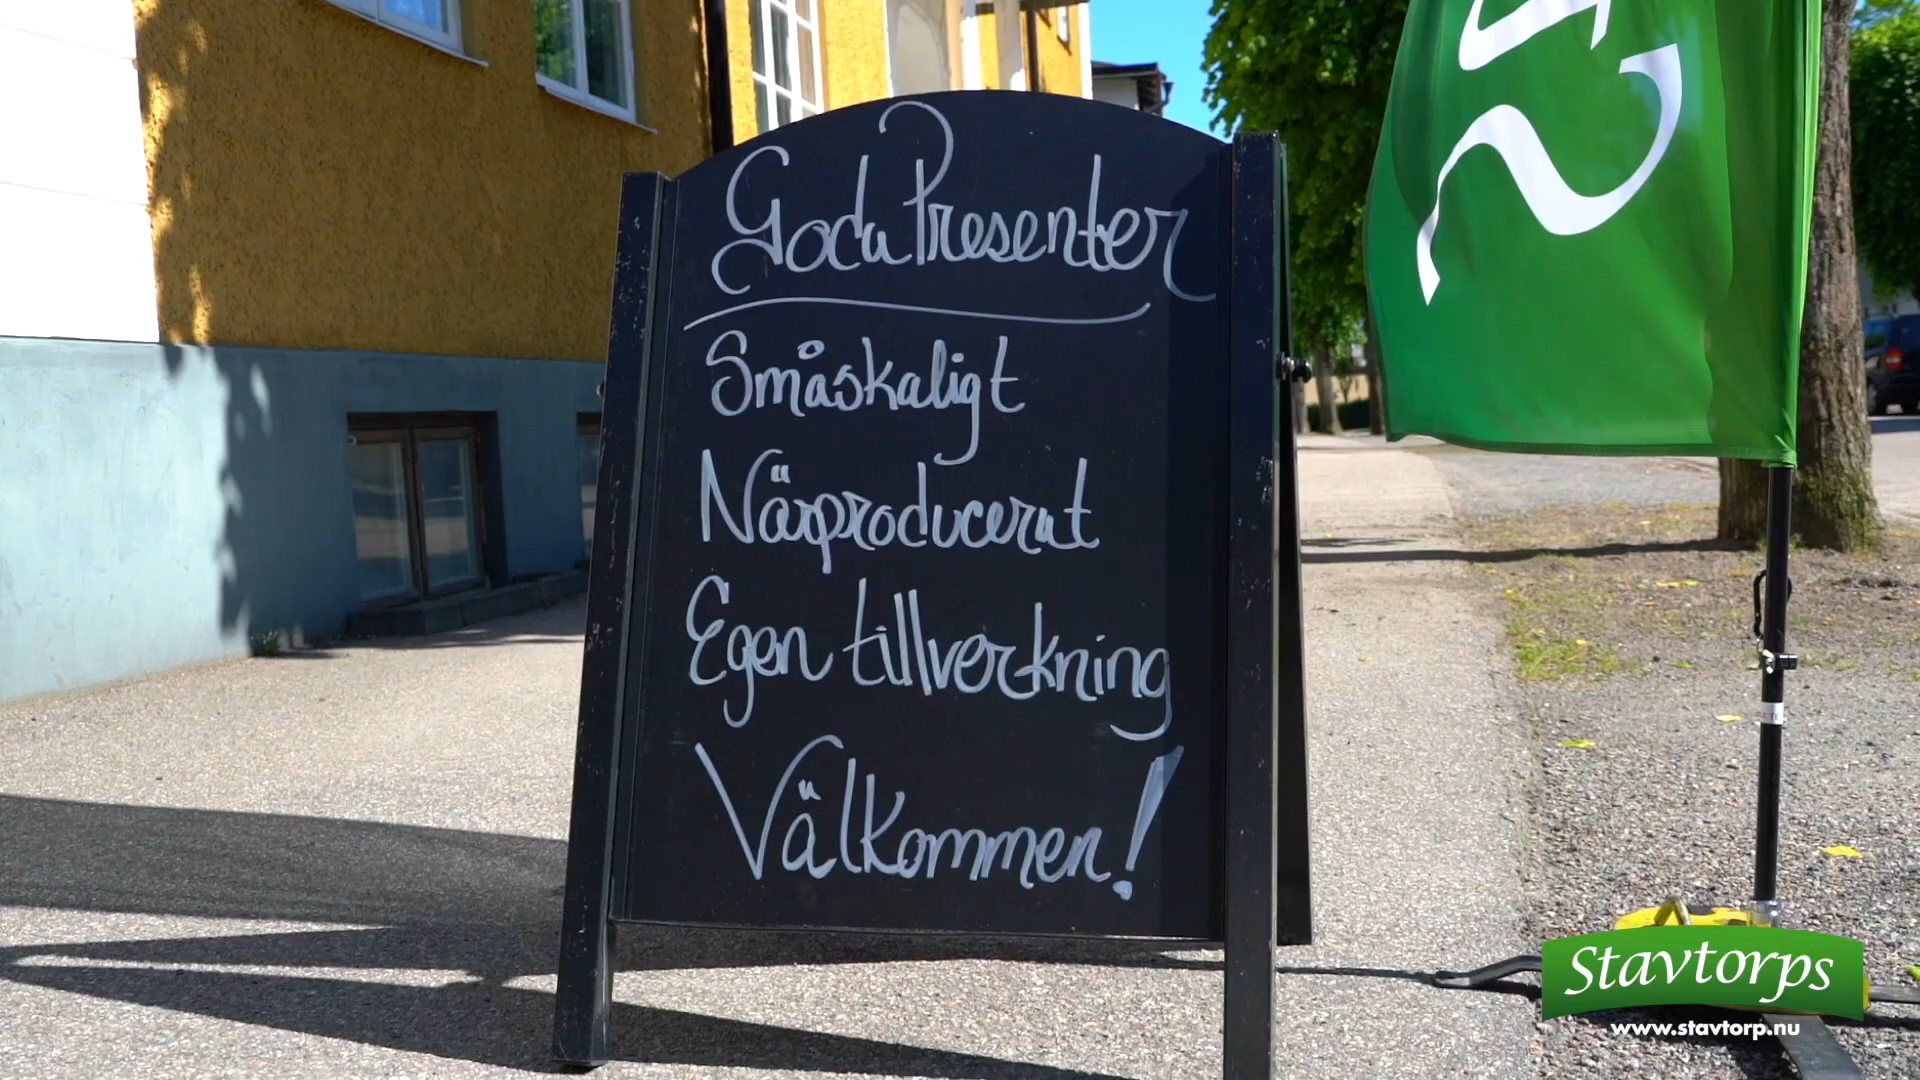 Goda Presenter
Småskaligt
Närproducerat
Egen tillverkning
Välkommen!
Stavtorps
www.stavtorp.nu